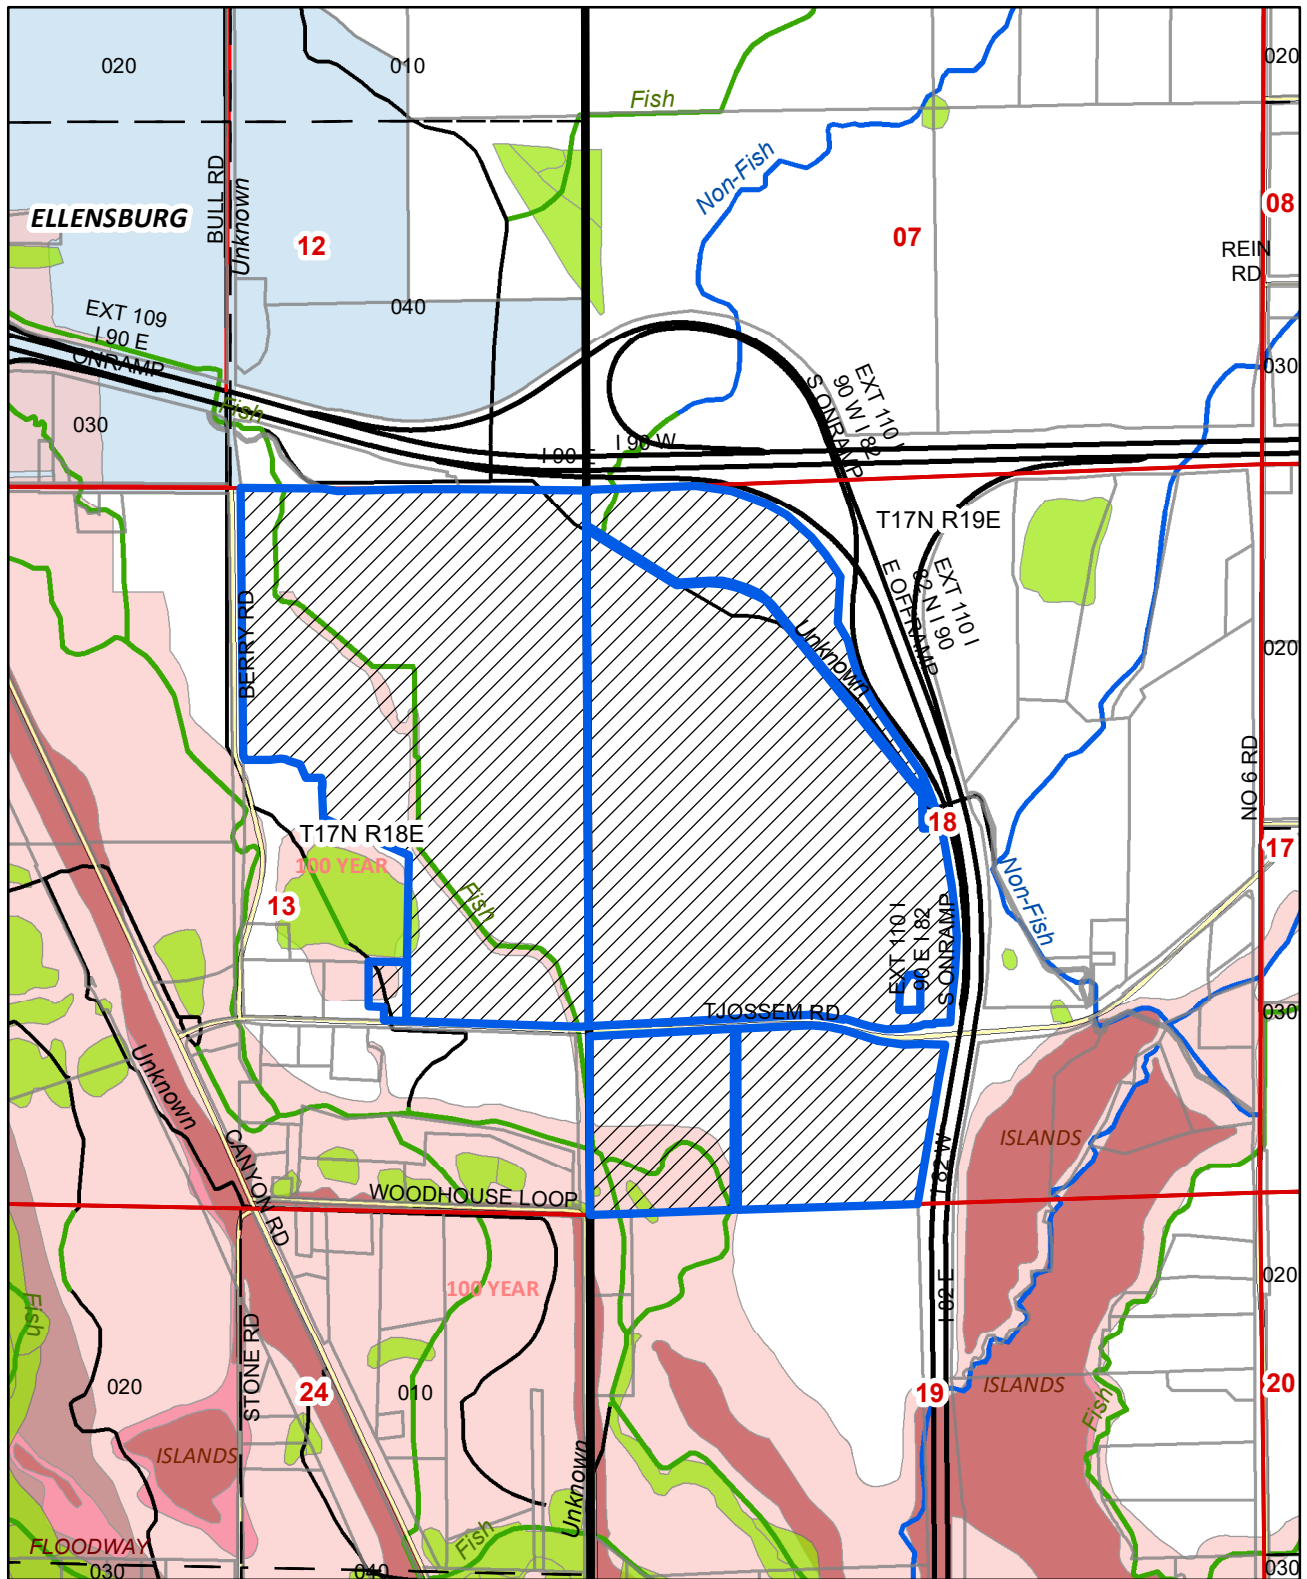 020
010
020
Fish
BULL RD
Unknown
Non-Fish
ELLENSBURG
12
07
08
REIN
RD
EXT 109
I 90 E
ONRAMP
040
030
EXT 110 I
90 W I 82
S ONRAMP
Fish
030
I 90 W
I 90 E
T17N R19E
EXT 110 I
82 N I 90
E OFFRAMP
BERRY RD
Unknown
020
NO 6 RD
T17N R18E
18
17
100 YEAR
13
Fish
Non-Fish
EXT 110 I
90 E I 82
S ONRAMP
TJOSSEM RD
030
Unknown
CANYON RD
ISLANDS
I 82 W
WOODHOUSE LOOP
100 YEAR
020
Fish
I 82 E
STONE RD
020
24
010
19
ISLANDS
20
Fish
ISLANDS
Unknown
FLOODWAY
Fish
030
040
030